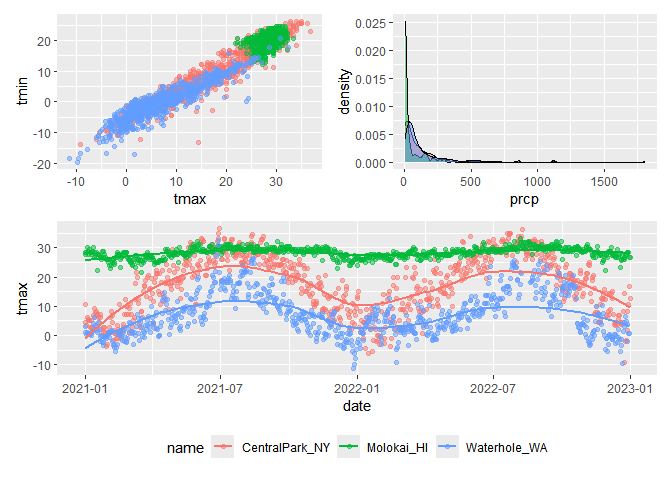 tmin
20
10
0
-10
-20
-10 0 10 20 30
tmax
density
0.025
0.020
0.015
0.010
0.005
0.000
0 500 1000 1500
prcp
tmax
30
20
10
0
-10
2021-01 2021-07 2022-01 2022-07 2023-01
date
name CentralPark_NY Molokai_HI Waterhole_WA